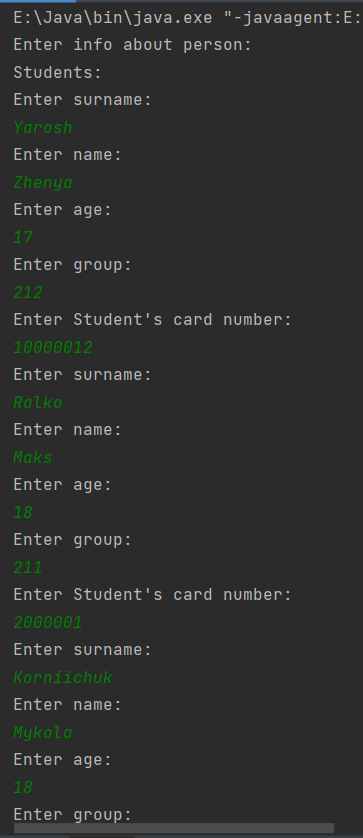 E:\Java\bin\java.exe "-javaagent:E:
Enter info about person:
Students:
Enter surname:
Yarosh
Enter name:
Zhenya
Enter age:
17
Enter group:
212
Enter Student's card number:
10000012
Enter surname:
Ralko
Enter name:
Maks
Enter age:
18
Enter group:
211
Enter Student's card number:
2000001
Enter surname:
Korniichuk
Enter name:
Mykola
Enter age:
18
Enter group: